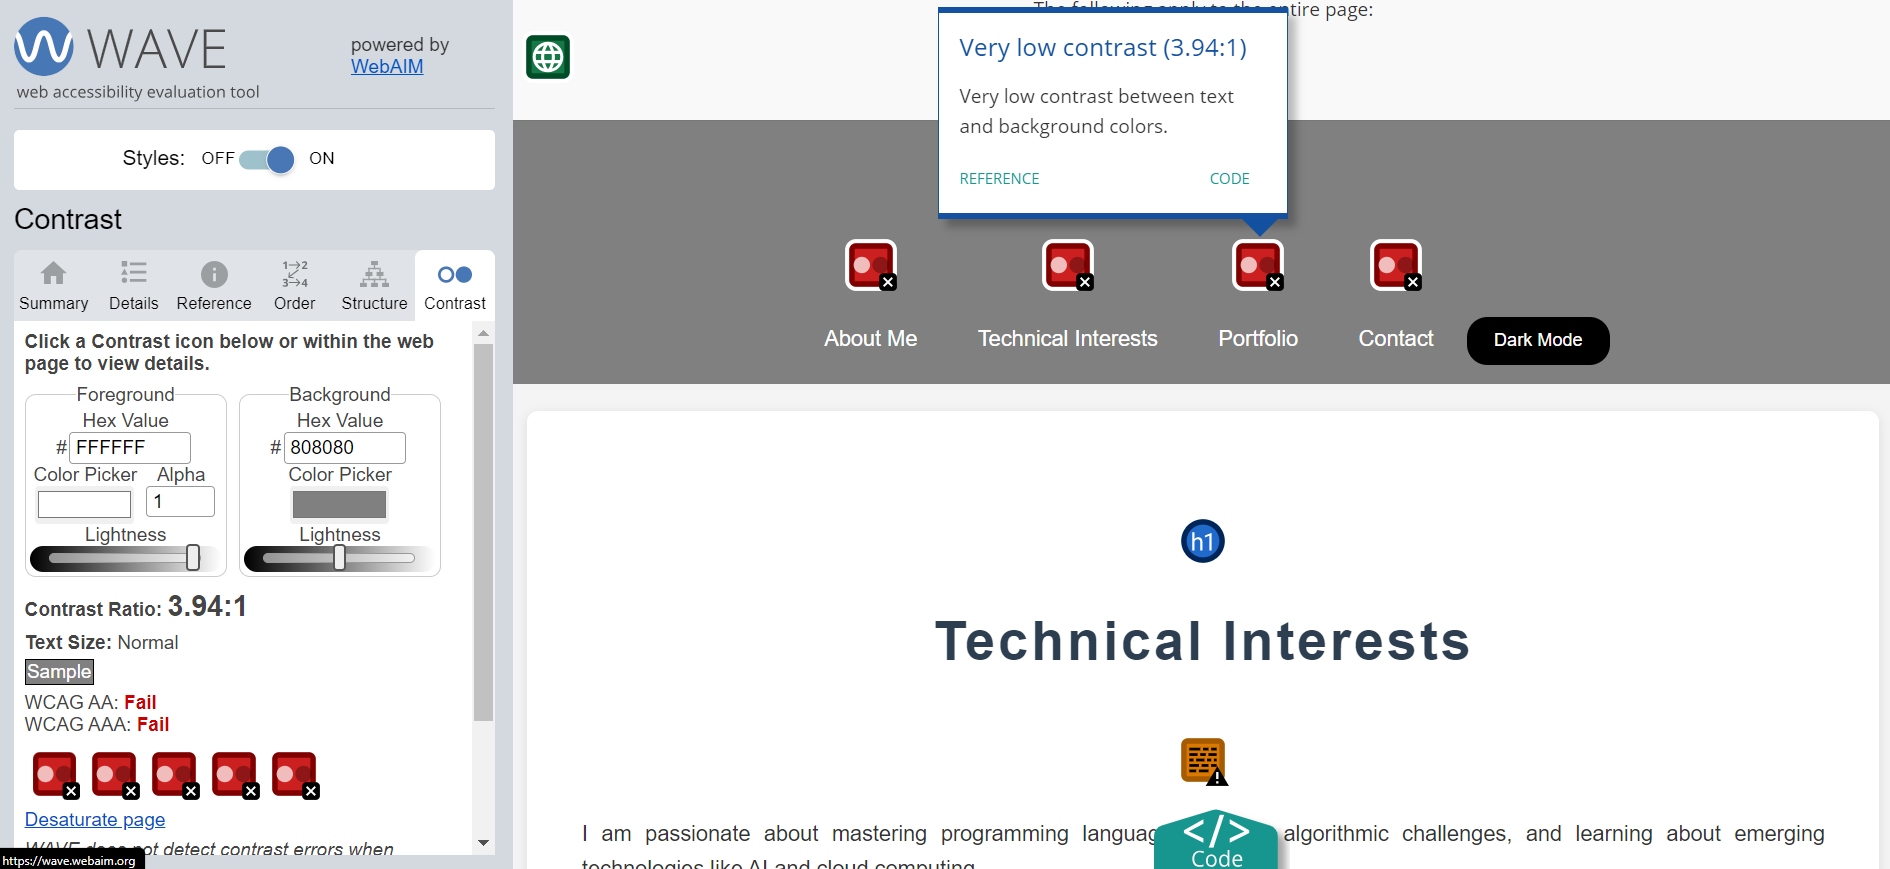 WAVE
powered by
WebAIM
web accessibility evaluation tool
Styles: OFF ON
Contrast
Summary Details Reference Order Structure Contrast
Click a Contrast icon below or within the web
page to view details.
Foreground
Hex Value
# FFFFFF
Color Picker Alpha
1
Lightness
Background
Hex Value
# 808080
Color Picker
Lightness
Contrast Ratio: 3.94:1
Text Size: Normal
Sample
WCAG AA: Fail
WCAG AAA: Fail
Desaturate page
WAVE does not detect contrast errors when
https://wave.webaim.org
The following apply to the entire page:
Very low contrast (3.94:1)
Very low contrast between text
and background colors.
REFERENCE CODE
About Me Technical Interests Portfolio Contact Dark Mode
h1
Technical Interests
I am passionate about mastering programming languag algorithmic challenges, and learning about emerging
technologies like AI and cloud computing.
</> Code